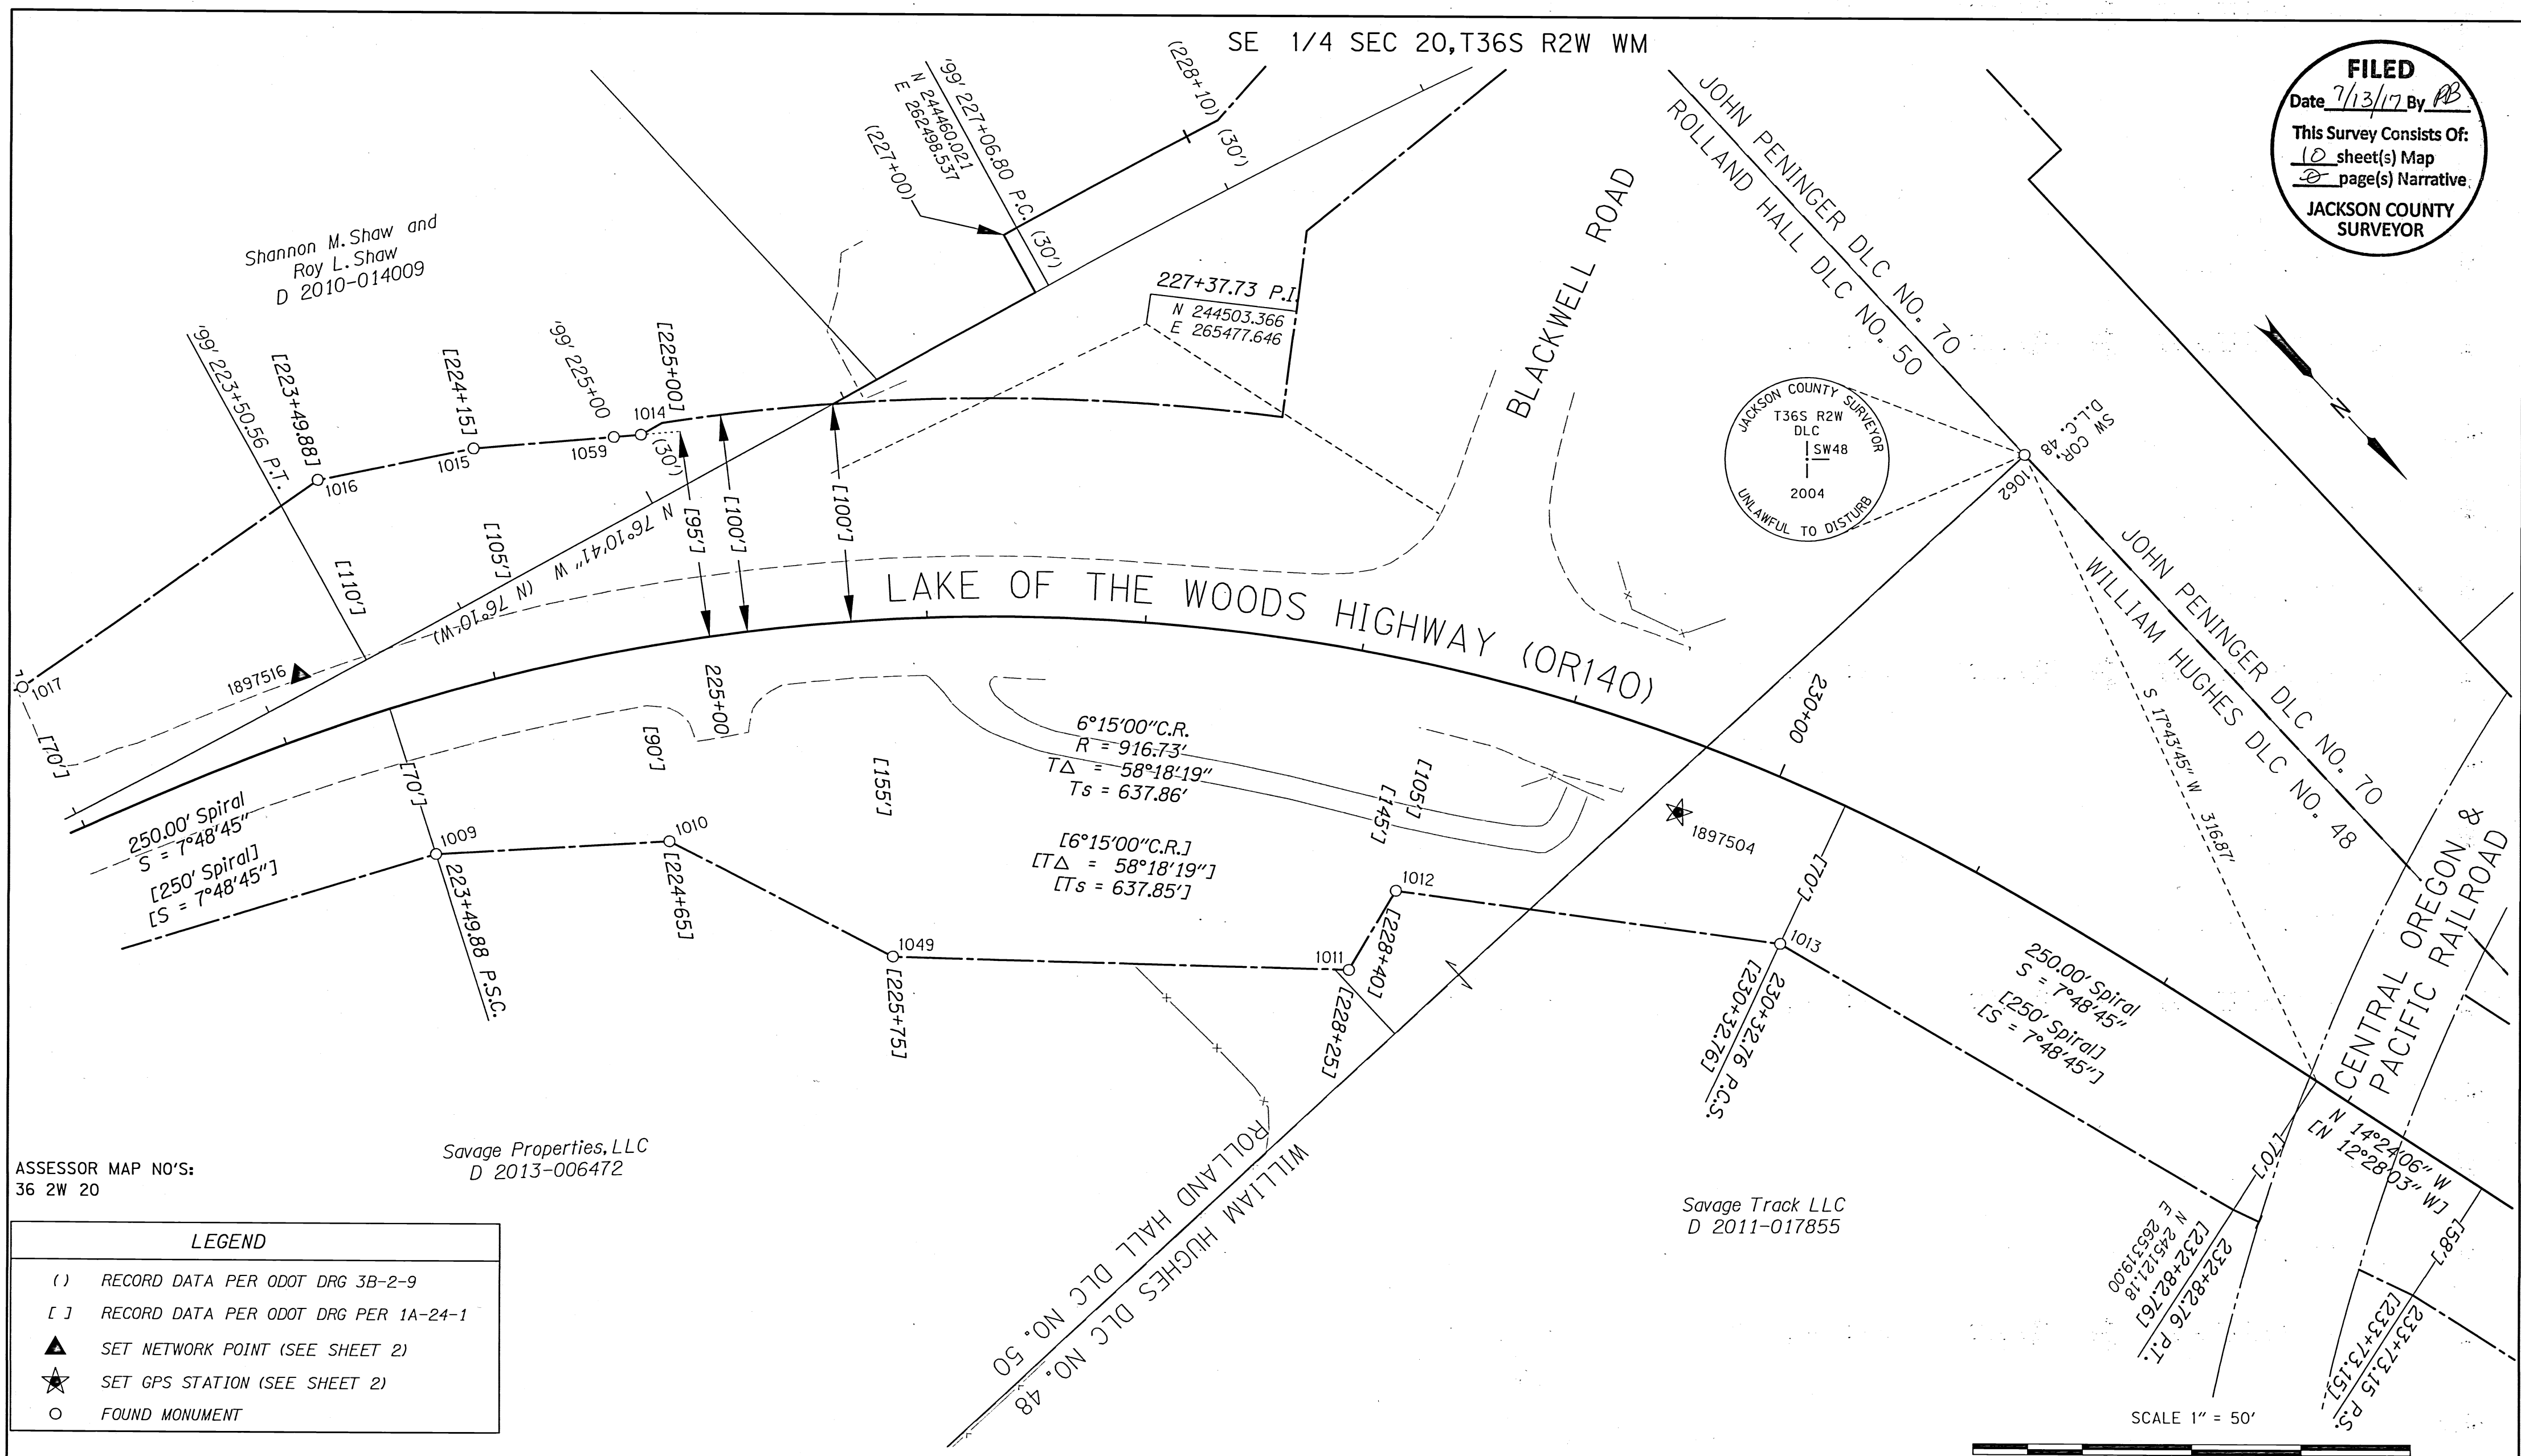 SE 1/4 SEC 20, T36S R2W WM
FILED
Date 7/13/17 By PB
This Survey Consists Of:
10 sheet(s) Map
page(s) Narrative
JACKSON COUNTY
SURVEYOR
Shannon M. Shaw and
Roy L. Shaw
D 2010-014009
'99' 223+50.56 P.T.
[223+49.88]
[224+15]
'99' 225+00
[225+00]
1014
1016
1015
1059
(30')
(227+00)
'99' 227+06.80 P.C.
N 244460.021
E 262498.537
(30')
(228+10)
(30')
227+37.73 P.I.
N 244503.366
E 265477.646
BLACKWELL ROAD
JOHN PENINGER DLC NO. 70
ROLLAND HALL DLC NO. 50
JACKSON COUNTY SURVEYOR
T36S R2W
DLC
SW48
2004
UNLAWFUL TO DISTURB
SW COR.
D.L.C. 48
1062
N
JOHN PENINGER DLC NO. 70
WILLIAM HUGHES DLC NO. 48
S 17°43'45" W 316.87'
[110']
[105']
[95']
[100']
[100']
N 76°10'41" W
(N 76°10' W)
LAKE OF THE WOODS HIGHWAY (OR140)
1017
[70']
1897516
225+00
230+00
250.00' Spiral
S = 7°48'45"
[250' Spiral]
[S = 7°48'45"]
[70']
1009
223+49.88 P.S.C.
[90']
1010
[224+65]
[155']
1049
[225+75]
6°15'00"C.R.
R = 916.73'
T∆ = 58°18'19"
Ts = 637.86'
[6°15'00"C.R.]
[T∆ = 58°18'19"]
[Ts = 637.85']
[145']
[105']
1012
1011
[228+40]
[228+25]
1897504
[70']
1013
230+32.76 P.C.S.
[230+32.76]
250.00' Spiral
S = 7°48'45"
[250' Spiral]
[S = 7°48'45"]
CENTRAL OREGON &
PACIFIC RAILROAD
N 14°24'06" W
[N 12°28'03" W]
[70']
[58']
232+82.76 P.T.
[232+82.76]
N 245121.18
E 265319.00
233+73.15 P.S.
[233+73.15]
ROLLAND HALL DLC NO. 50
WILLIAM HUGHES DLC NO. 48
Savage Properties, LLC
D 2013-006472
Savage Track LLC
D 2011-017855
ASSESSOR MAP NO'S:
36 2W 20
LEGEND
( ) RECORD DATA PER ODOT DRG 3B-2-9
[ ] RECORD DATA PER ODOT DRG PER 1A-24-1
SET NETWORK POINT (SEE SHEET 2)
SET GPS STATION (SEE SHEET 2)
FOUND MONUMENT
SCALE 1" = 50'